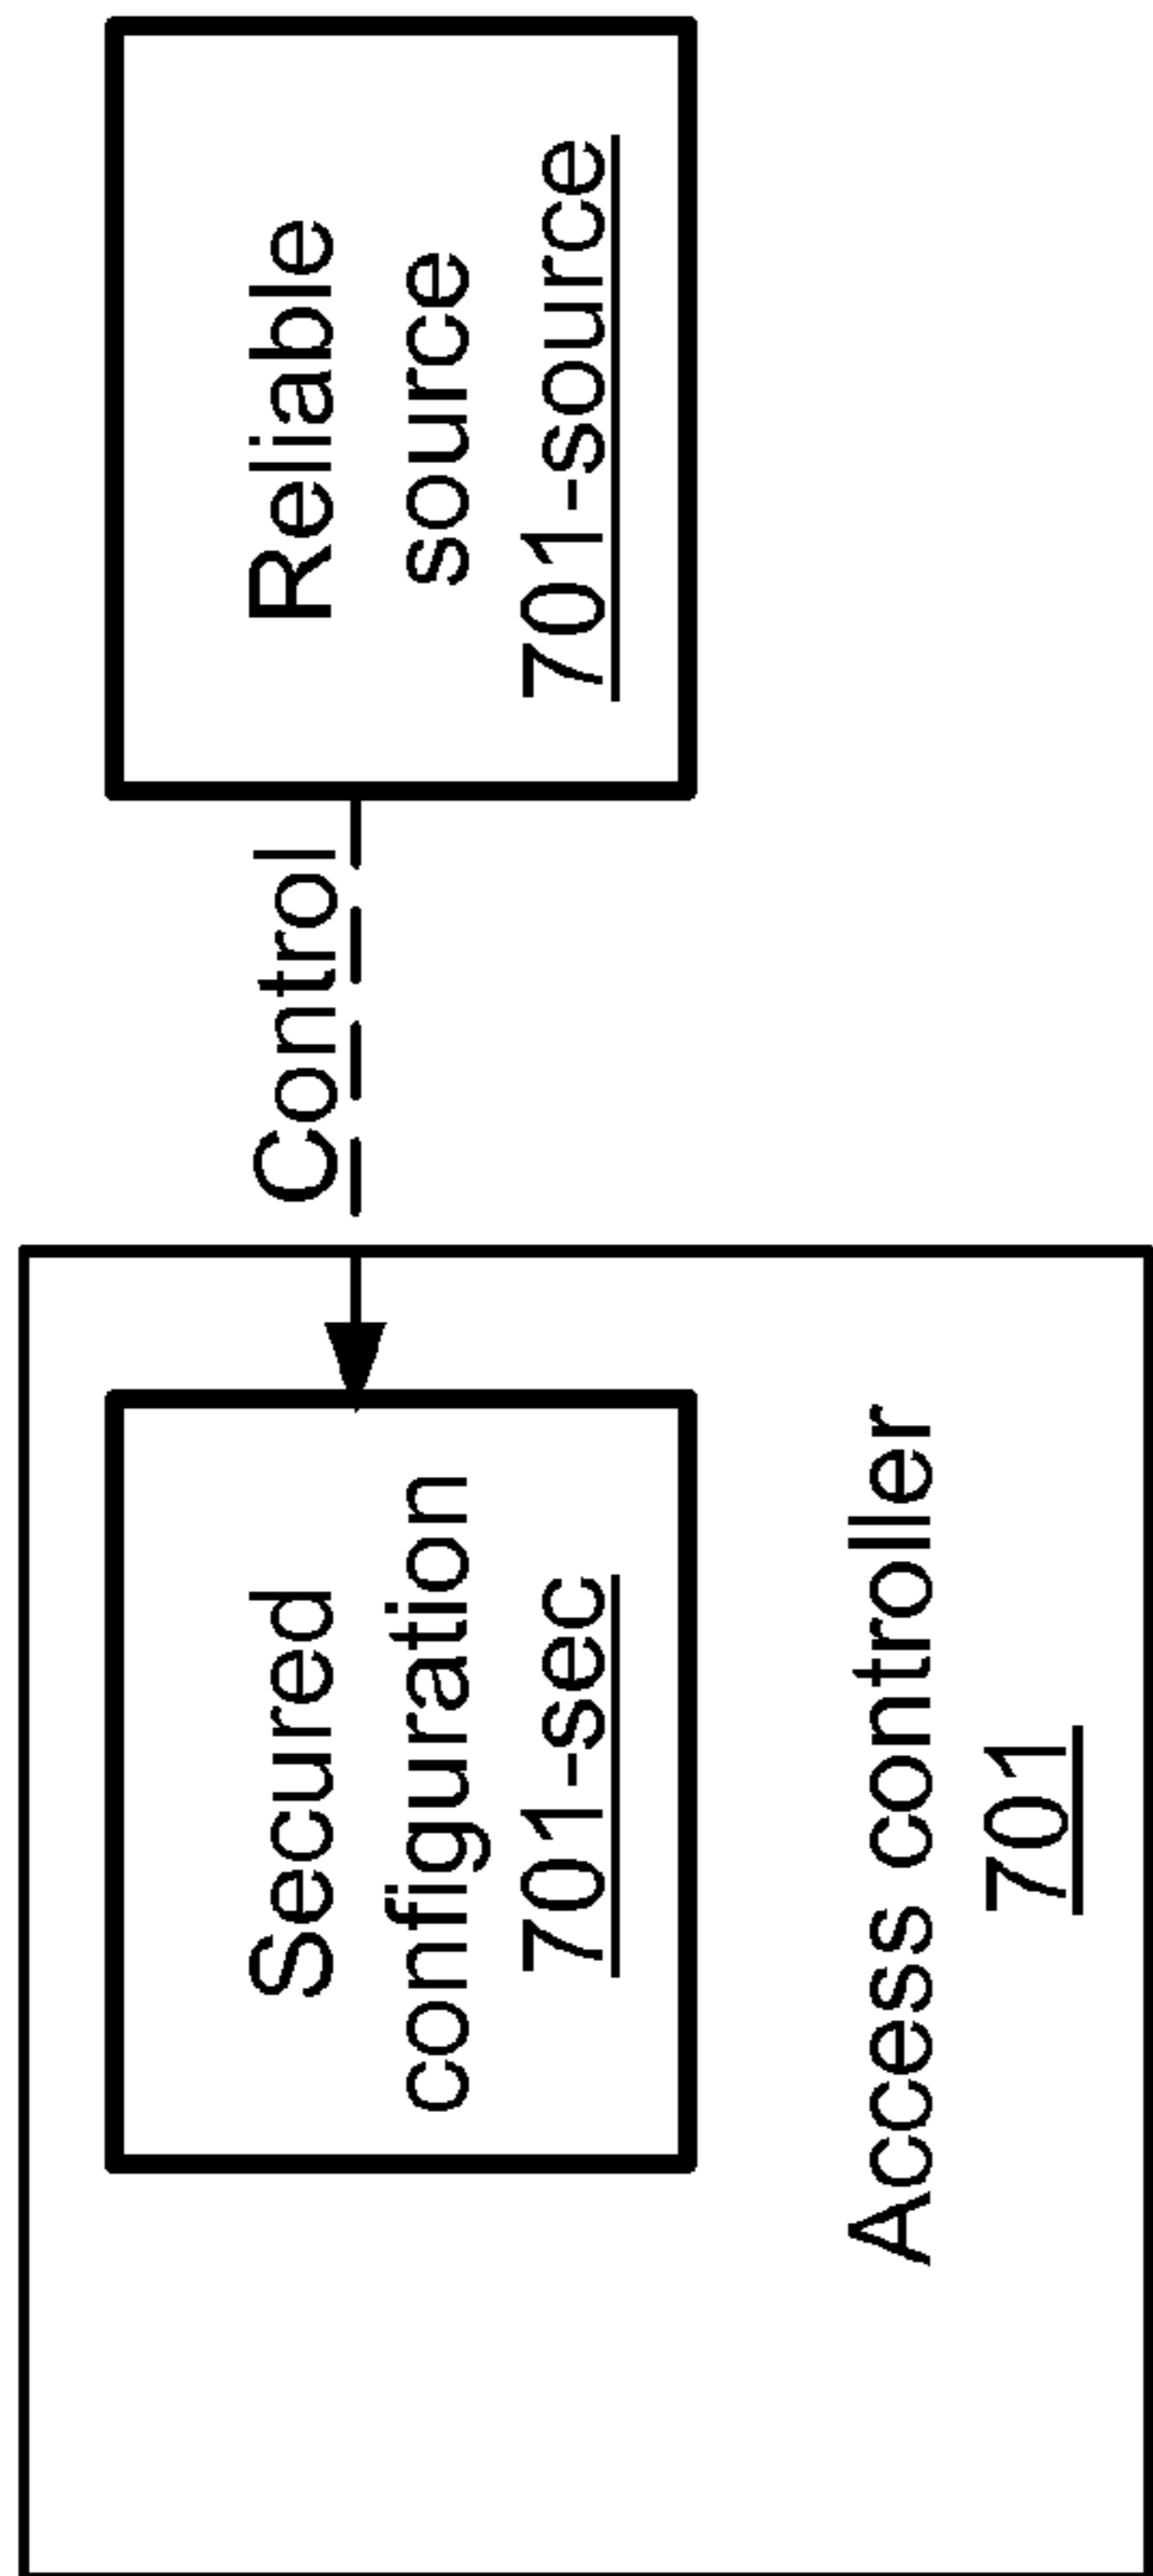 Secured
configuration
701-sec
Access controller
701
Control
Reliable
source
701-source